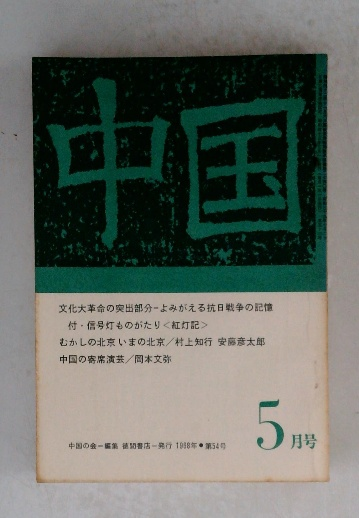 中国
文化大革命の突出部分−よみがえる抗日戦争の記憶
付・信号灯ものがたり<紅灯記>
むかしの北京 いまの北京／村上知行 安藤彦太郎
中国の寄席演芸／岡本文弥
5月号
中国の会−編集 徳間書店−発行 1968年●第54号